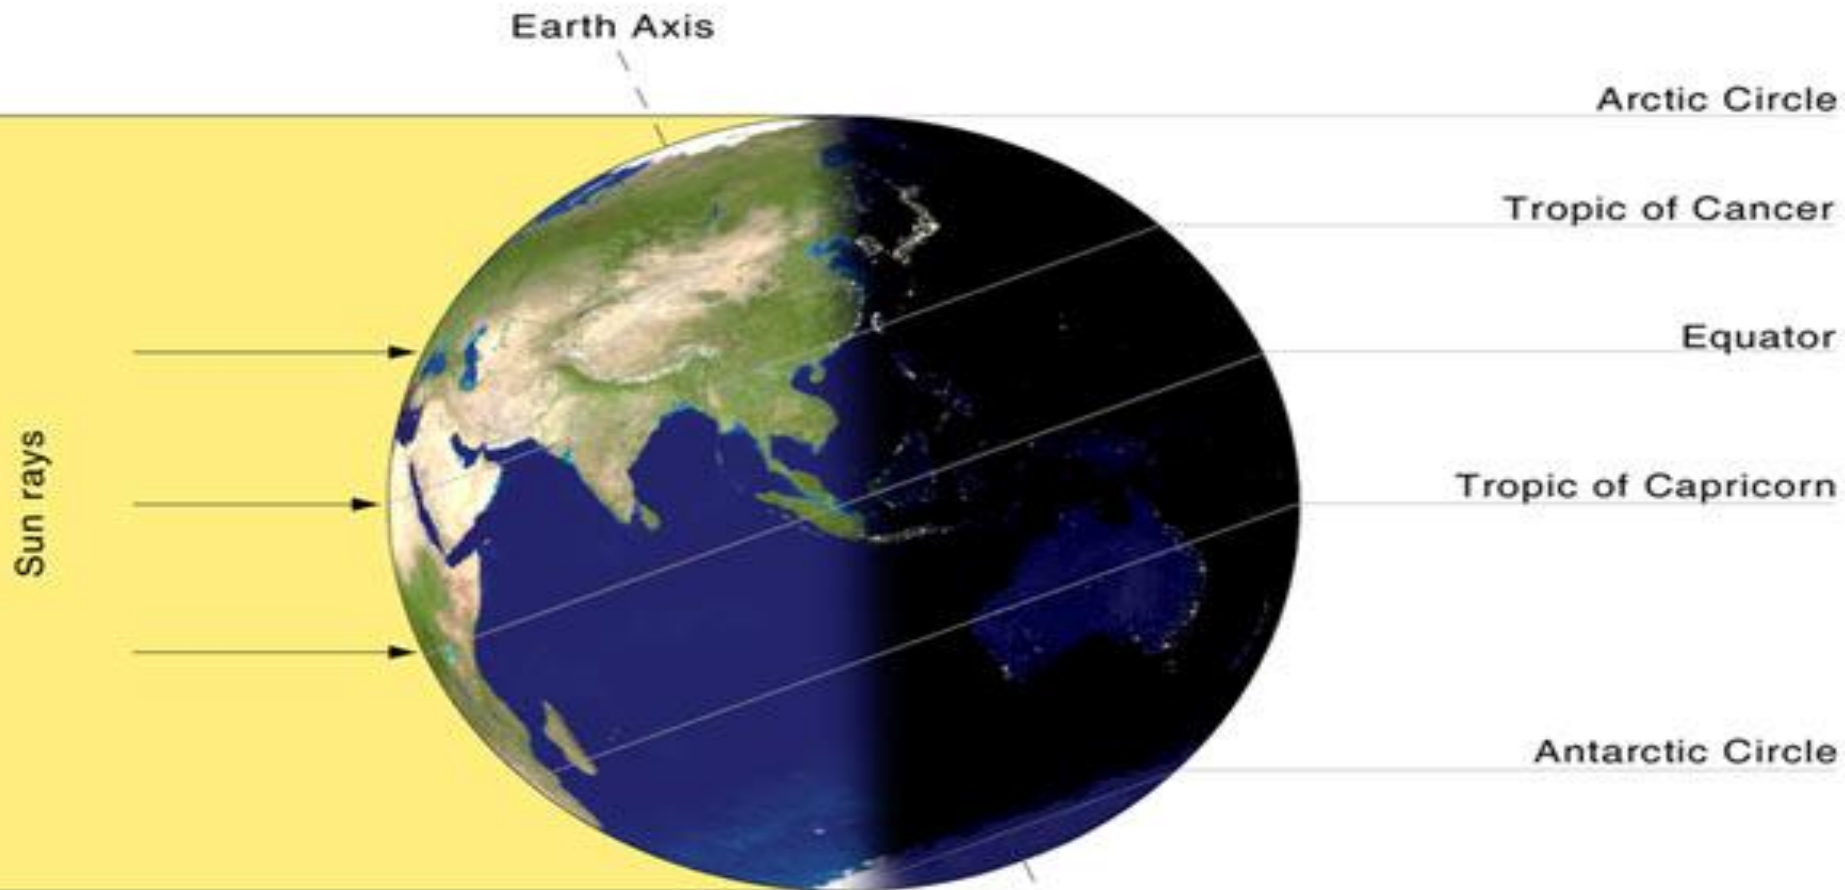 Earth Axis
Arctic Circle
Tropic of Cancer
Equator
Tropic of Capricorn
Antarctic Circle
Sun rays